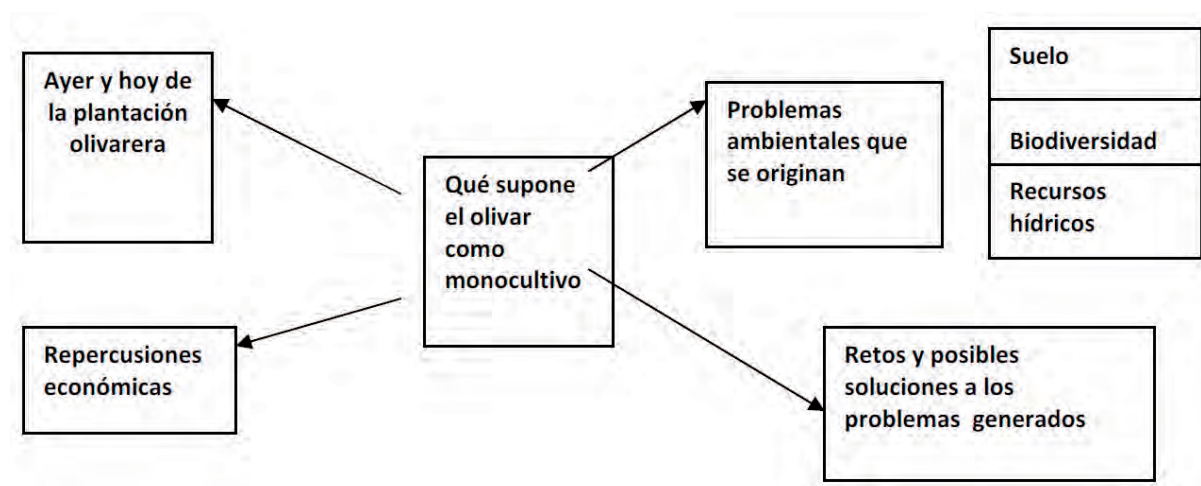 Ayer y hoy de
la plantación
olivarera
Qué supone
el olivar
como
monocultivo
Problemas
ambientales que
se originan
Suelo
Biodiversidad
Recursos
hídricos
Repercusiones
económicas
Retos y posibles
soluciones a los
problemas generados